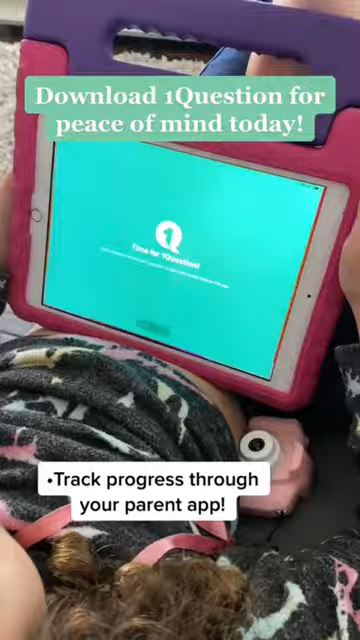 Download 1Question for
peace of mind today!
1
Time for 1Question!
•Track progress through
your parent app!